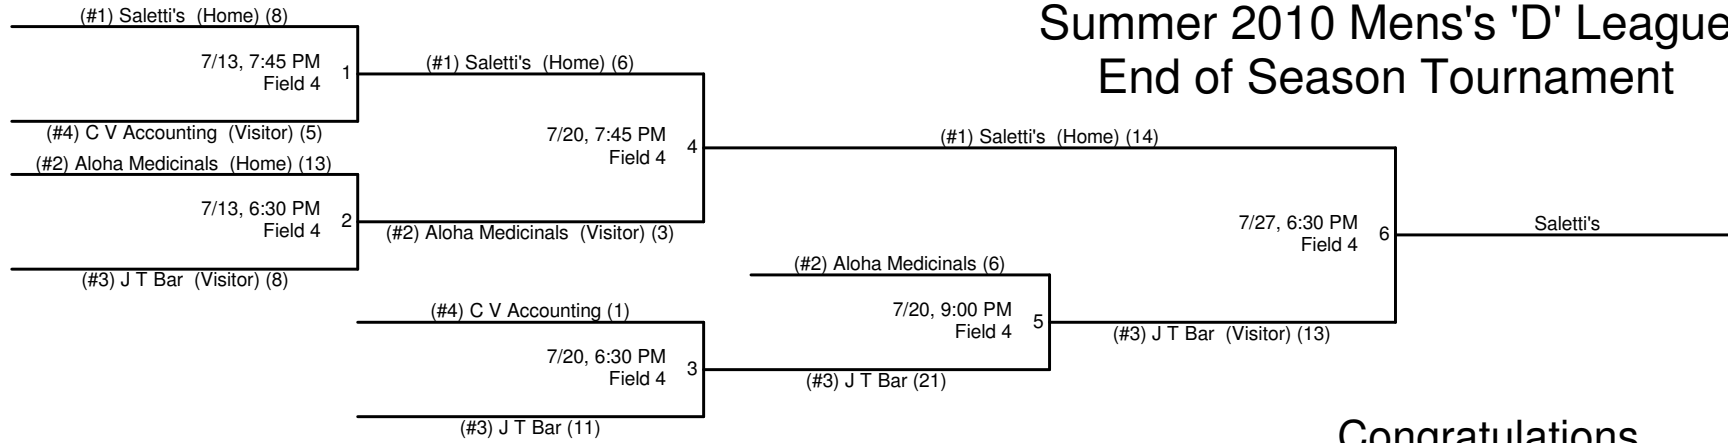 Summer 2010 Mens's 'D' League
End of Season Tournament
(#1) Saletti's (Home) (8)
7/13, 7:45 PM
Field 4
1
(#4) C V Accounting (Visitor) (5)
(#2) Aloha Medicinals (Home) (13)
7/13, 6:30 PM
Field 4
2
(#3) J T Bar (Visitor) (8)
(#1) Saletti's (Home) (6)
7/20, 7:45 PM
Field 4
4
(#2) Aloha Medicinals (Visitor) (3)
(#4) C V Accounting (1)
7/20, 6:30 PM
Field 4
3
(#3) J T Bar (11)
(#2) Aloha Medicinals (6)
7/20, 9:00 PM
Field 4
5
(#3) J T Bar (21)
(#1) Saletti's (Home) (14)
7/27, 6:30 PM
Field 4
6
(#3) J T Bar (Visitor) (13)
Saletti's
Congratulations